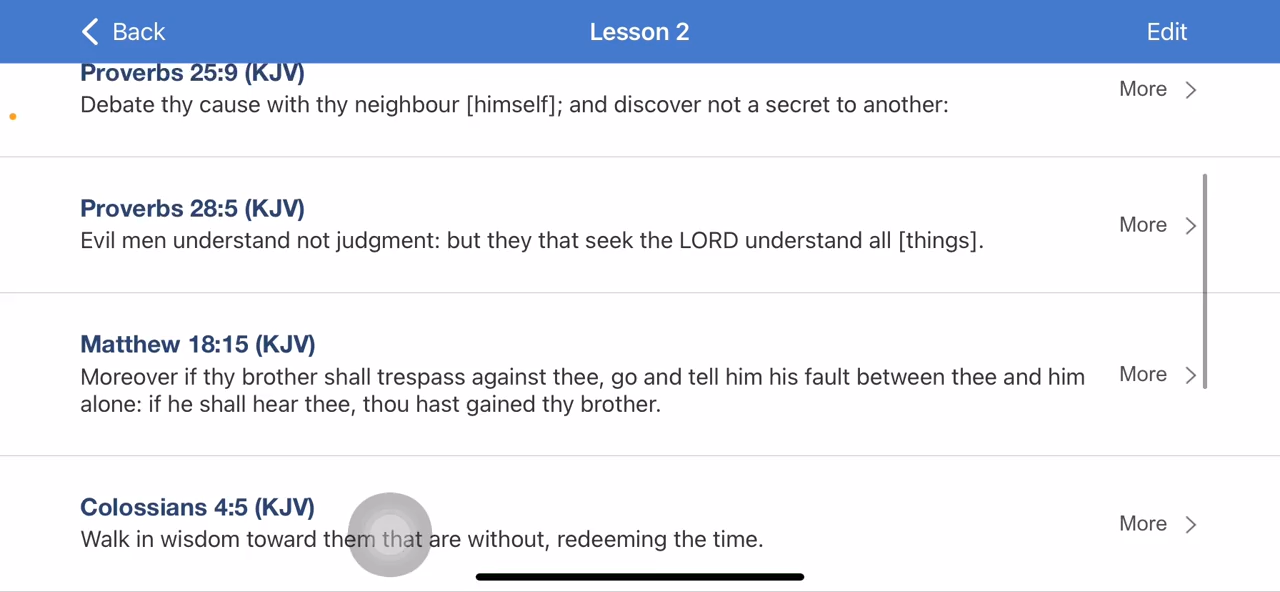 Back
Lesson 2
Edit
Proverbs 25:9 (KJV)
Debate thy cause with thy neighbour [himself]; and discover not a secret to another:
More
Proverbs 28:5 (KJV)
Evil men understand not judgment: but they that seek the LORD understand all [things].
More
Matthew 18:15 (KJV)
Moreover if thy brother shall trespass against thee, go and tell him his fault between thee and him
alone: if he shall hear thee, thou hast gained thy brother.
More
Colossians 4:5 (KJV)
Walk in wisdom toward them that are without, redeeming the time.
More